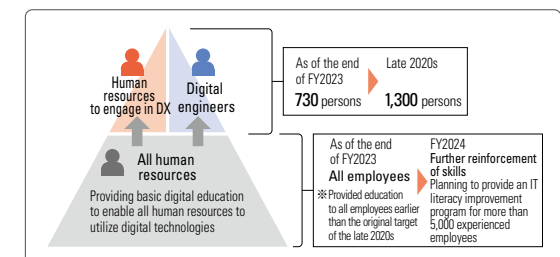 Human
resources
to engage in DX
Digital
engineers
As of the end
of FY2023
730 persons
Late 2020s
1,300 persons
All human
resources
Providing basic digital education
to enable all human resources to
utilize digital technologies
As of the end
of FY2023
All employees
※Provided education
to all employees earlier
than the original target
of the late 2020s
FY2024
Further reinforcement
of skills
Planning to provide an IT
literacy improvement
program for more than
5,000 experienced
employees